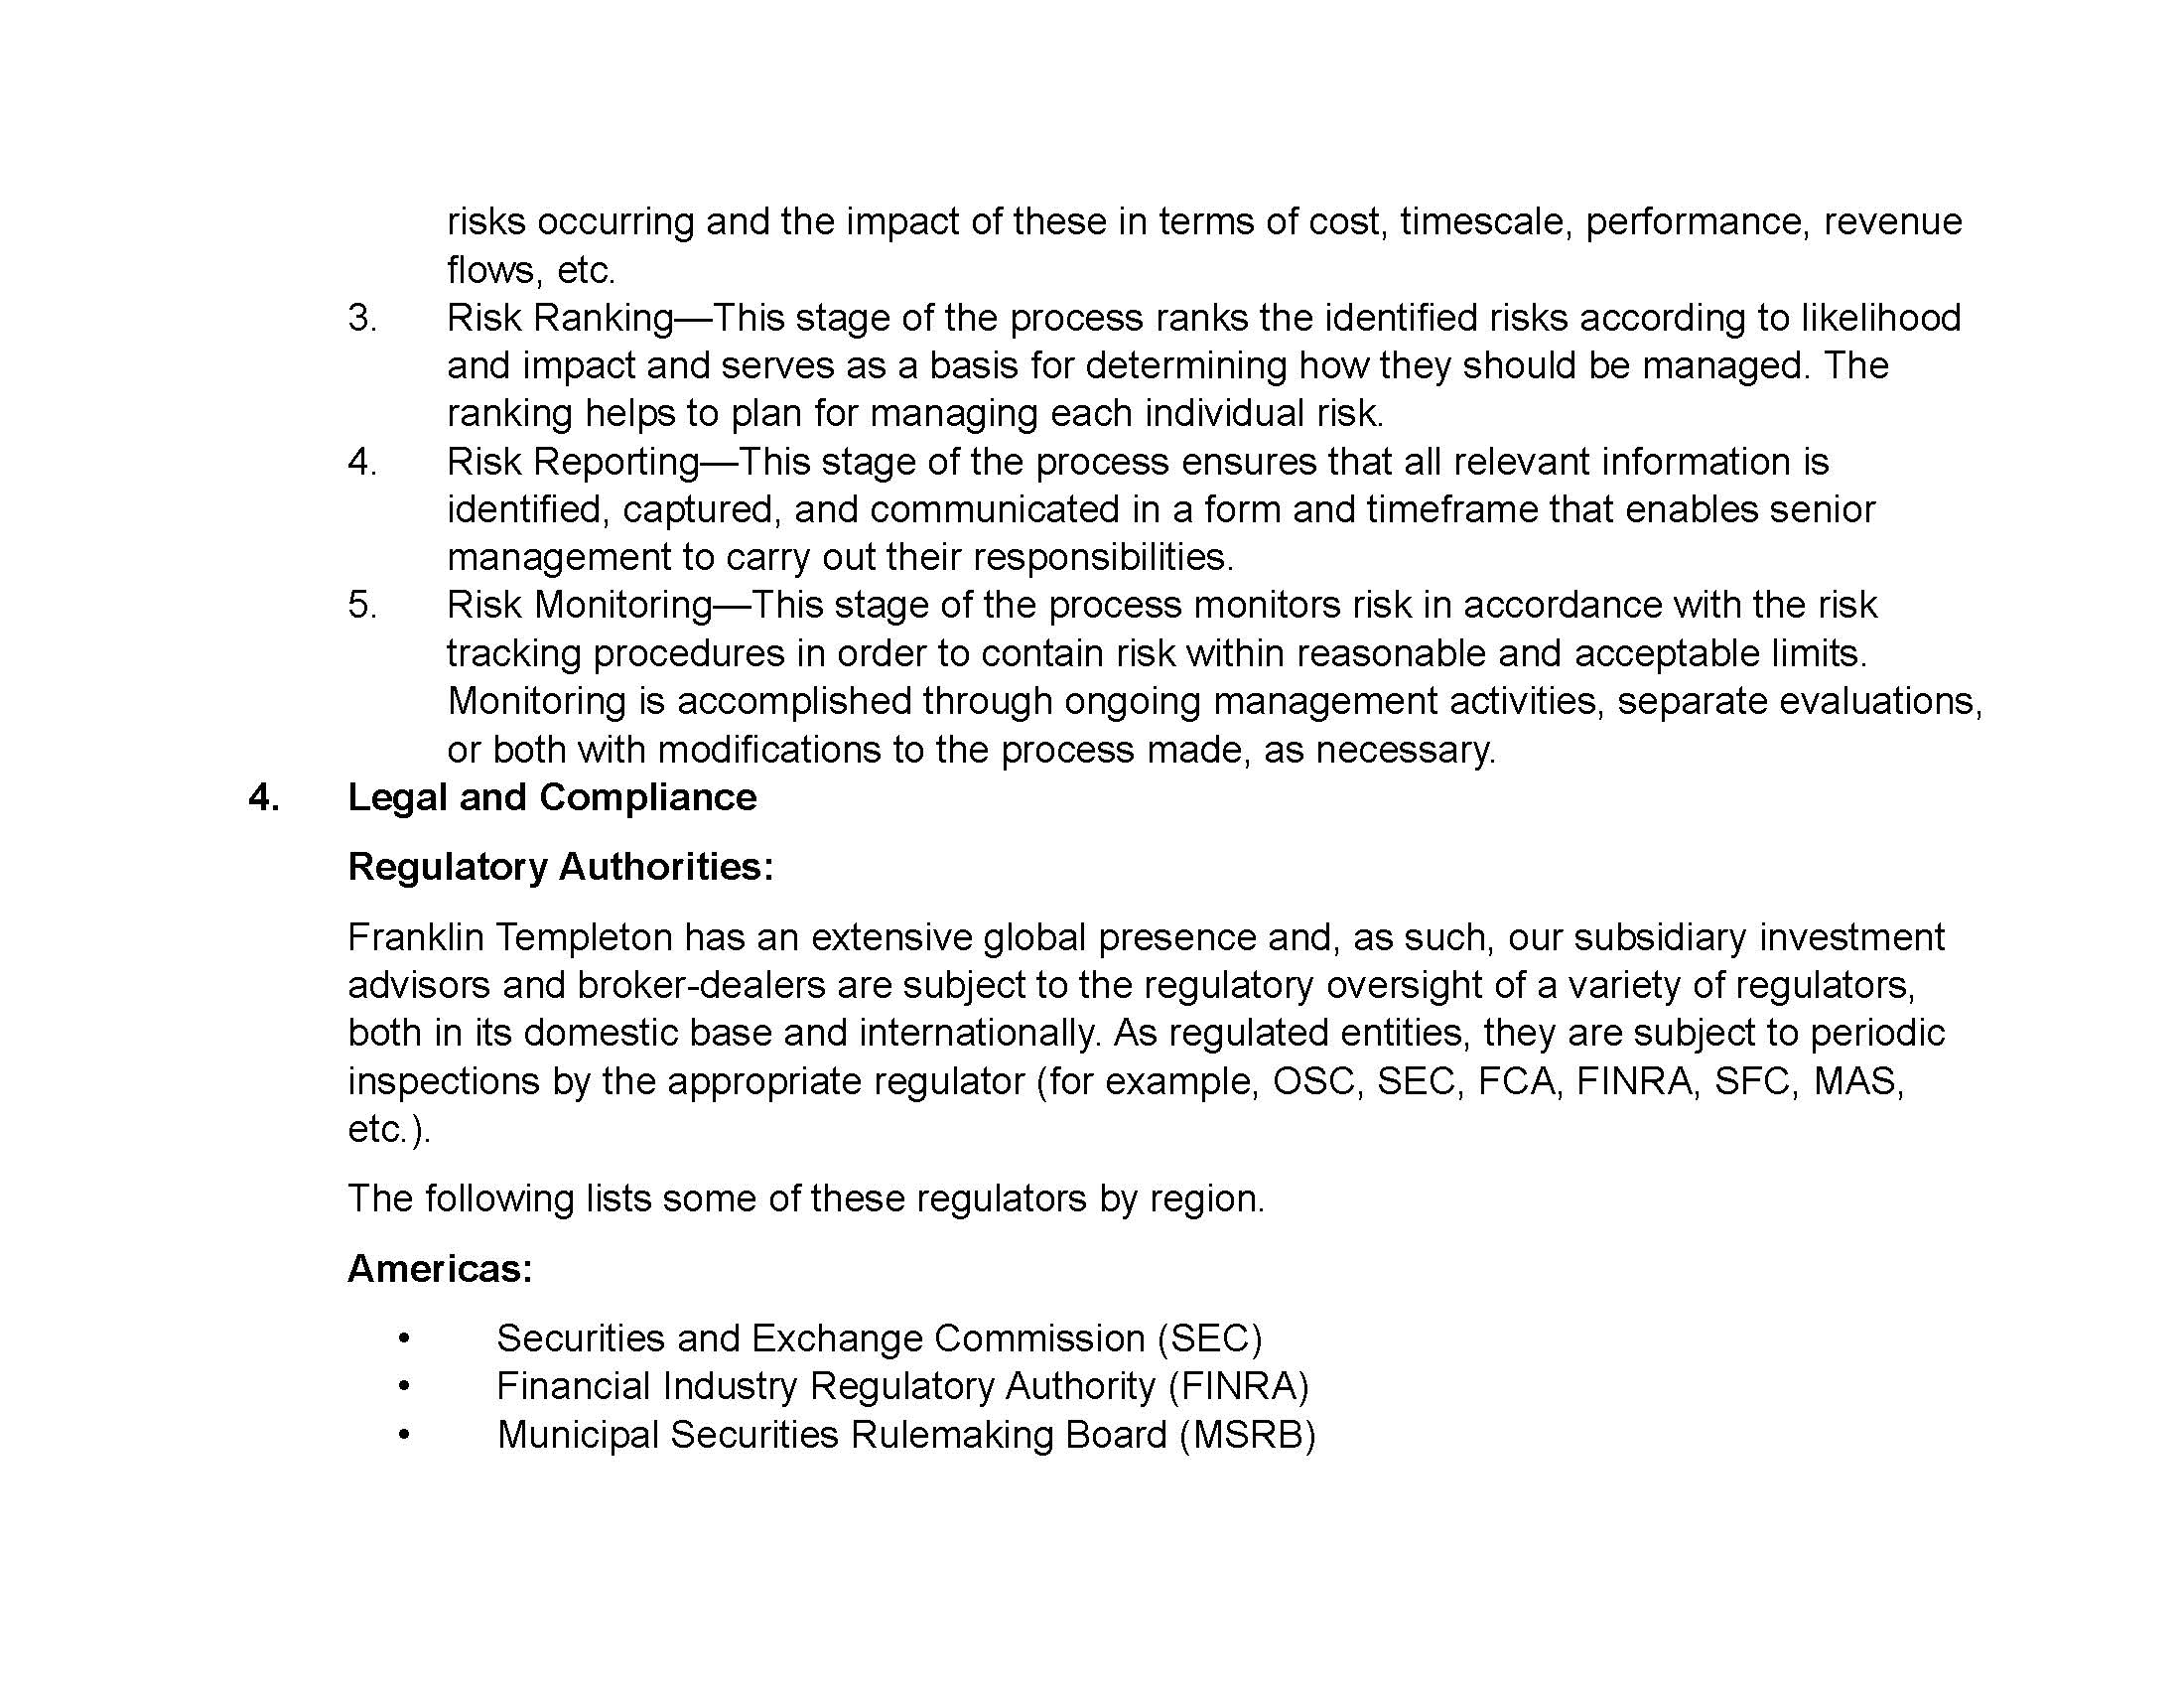 risks occurring and the impact of these in terms of cost, timescale, performance, revenue
flows, etc.
3. Risk Ranking—This stage of the process ranks the identified risks according to likelihood
and impact and serves as a basis for determining how they should be managed. The
ranking helps to plan for managing each individual risk.
4. Risk Reporting—This stage of the process ensures that all relevant information is
identified, captured, and communicated in a form and timeframe that enables senior
management to carry out their responsibilities.
5. Risk Monitoring—This stage of the process monitors risk in accordance with the risk
tracking procedures in order to contain risk within reasonable and acceptable limits.
Monitoring is accomplished through ongoing management activities, separate evaluations,
or both with modifications to the process made, as necessary.
4. Legal and Compliance
Regulatory Authorities:
Franklin Templeton has an extensive global presence and, as such, our subsidiary investment
advisors and broker-dealers are subject to the regulatory oversight of a variety of regulators,
both in its domestic base and internationally. As regulated entities, they are subject to periodic
inspections by the appropriate regulator (for example, OSC, SEC, FCA, FINRA, SFC, MAS,
etc.).
The following lists some of these regulators by region.
Americas:
• Securities and Exchange Commission (SEC)
• Financial Industry Regulatory Authority (FINRA)
• Municipal Securities Rulemaking Board (MSRB)